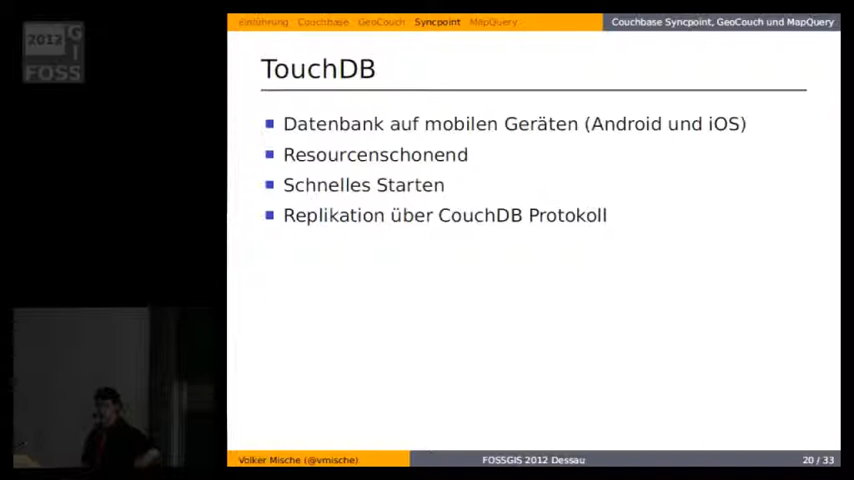 2012
GI
FOSS
Einführung Couchbase GeoCouch Syncpoint MapQuery
Couchbase Syncpoint, GeoCouch und MapQuery
TouchDB
Datenbank auf mobilen Geräten (Android und iOS)
Resourcenschonend
Schnelles Starten
Replikation über CouchDB Protokoll
Volker Mische (@vmische)
FOSSGIS 2012 Dessau
20 / 33